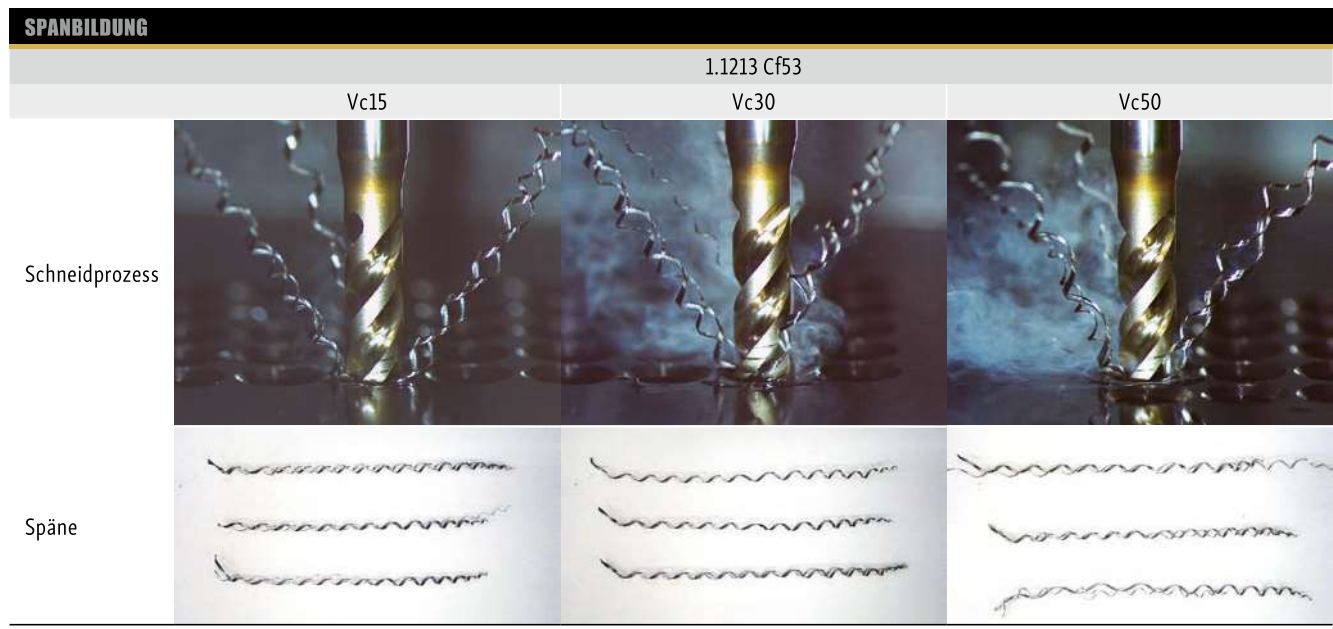 SPANBILDUNG
1.1213 Cf53
Vc15
Vc30
Vc50
Schneidprozess
Späne